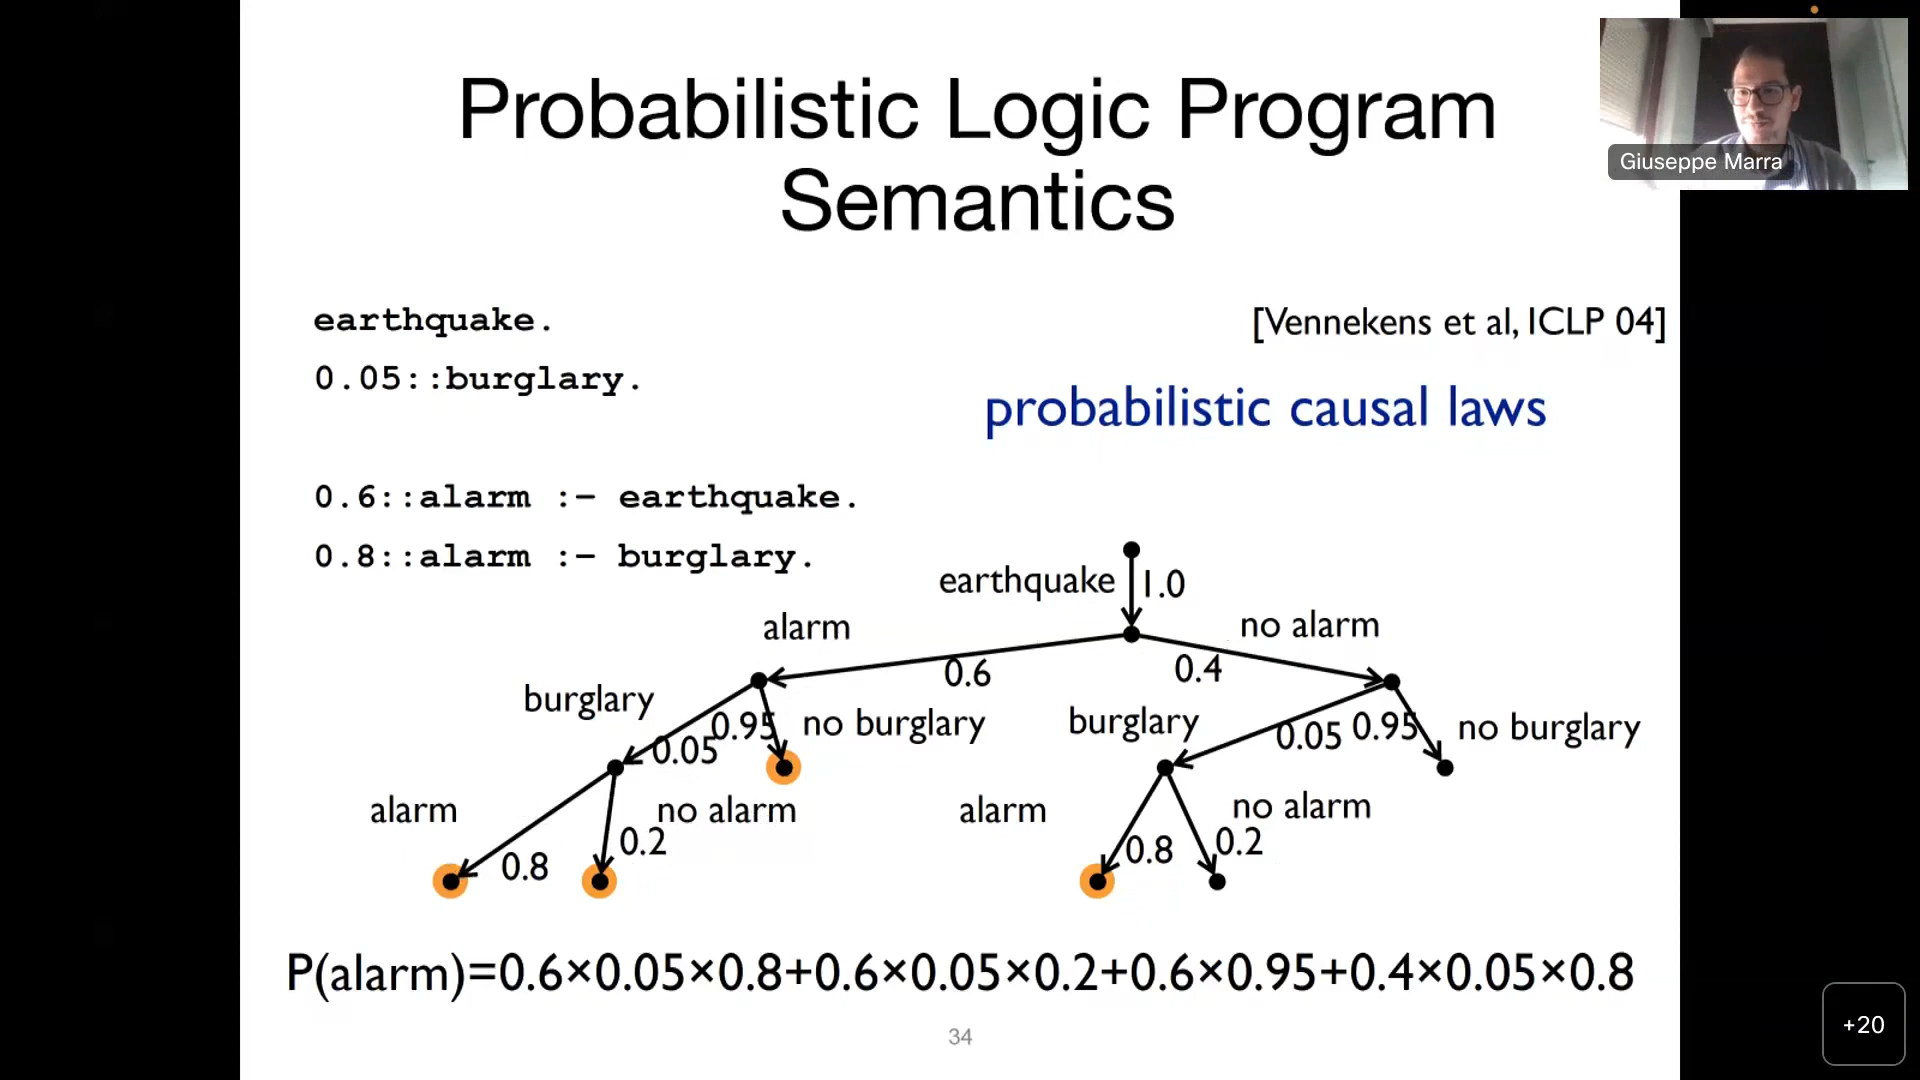 Probabilistic Logic Program
Semantics
Giuseppe Marra
earthquake.
[Vennekens et al, ICLP 04]
0.05::burglary.
probabilistic causal laws
0.6::alarm :- earthquake.
0.8::alarm :- burglary.
earthquake 1.0
alarm
no alarm
0.6
0.4
burglary
0.95
no burglary
0.05
burglary
0.05
0.95
no burglary
alarm
0.8
no alarm
0.2
alarm
0.8
no alarm
0.2
P(alarm)=0.6×0.05×0.8+0.6×0.05×0.2+0.6×0.95+0.4×0.05×0.8
34
+20